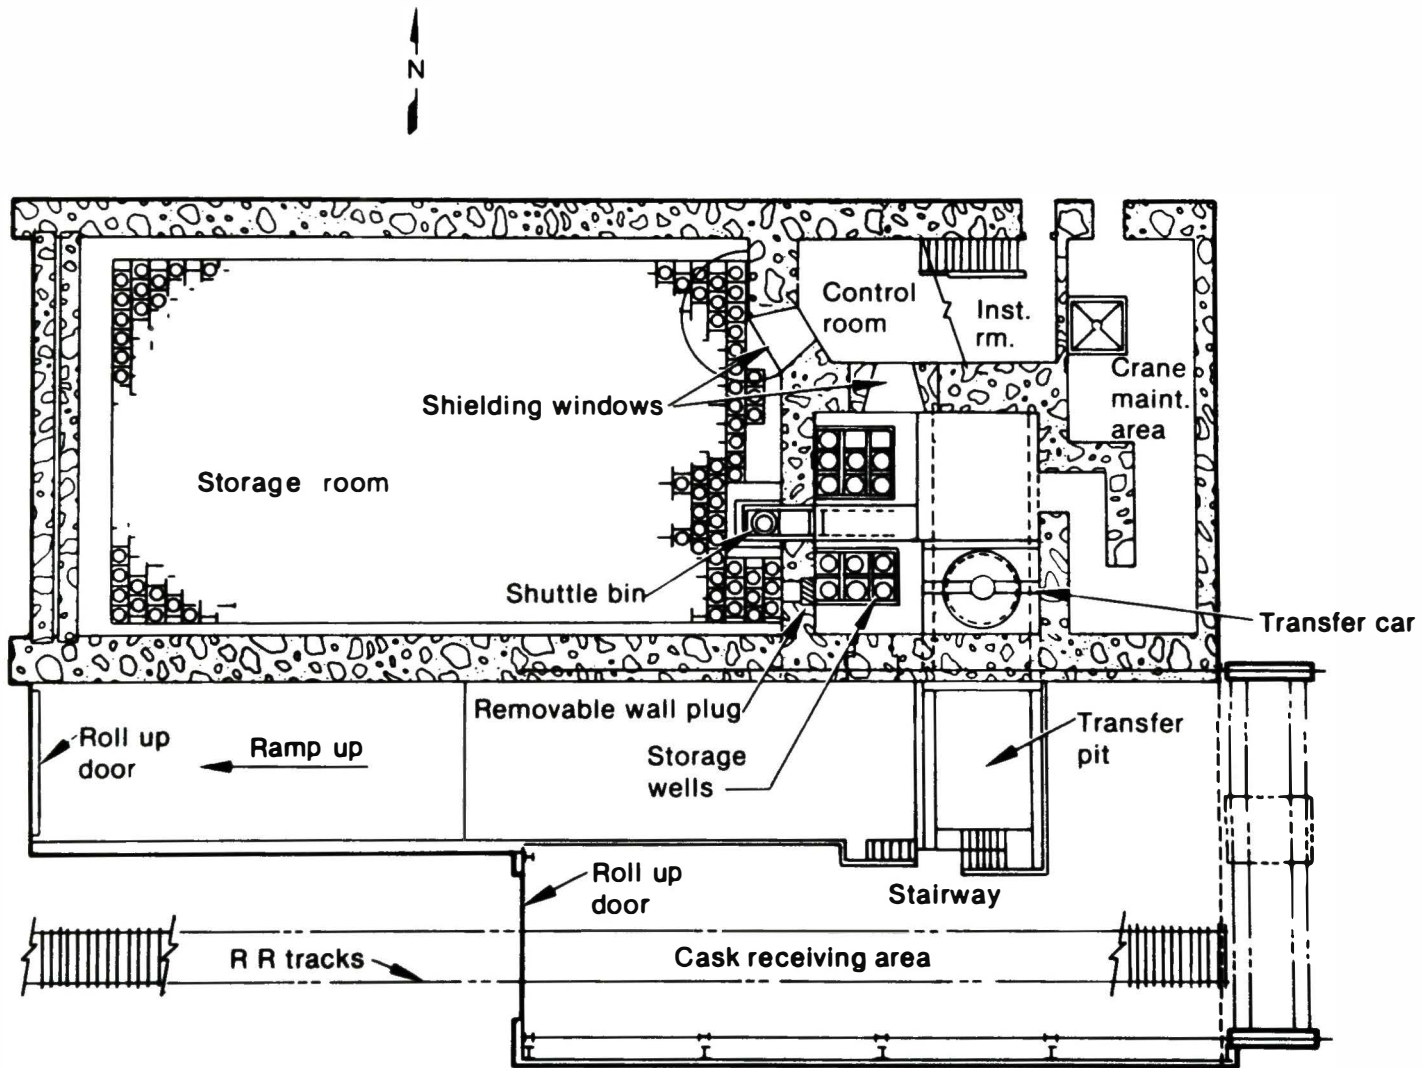 N
Control
room
Inst.
rm.
Crane
maint.
area
Shielding windows
Storage room
Shuttle bin
Transfer car
Removable wall plug
Transfer
pit
Roll up
door
Ramp up
Storage
wells
Roll up
door
Stairway
R R tracks
Cask receiving area